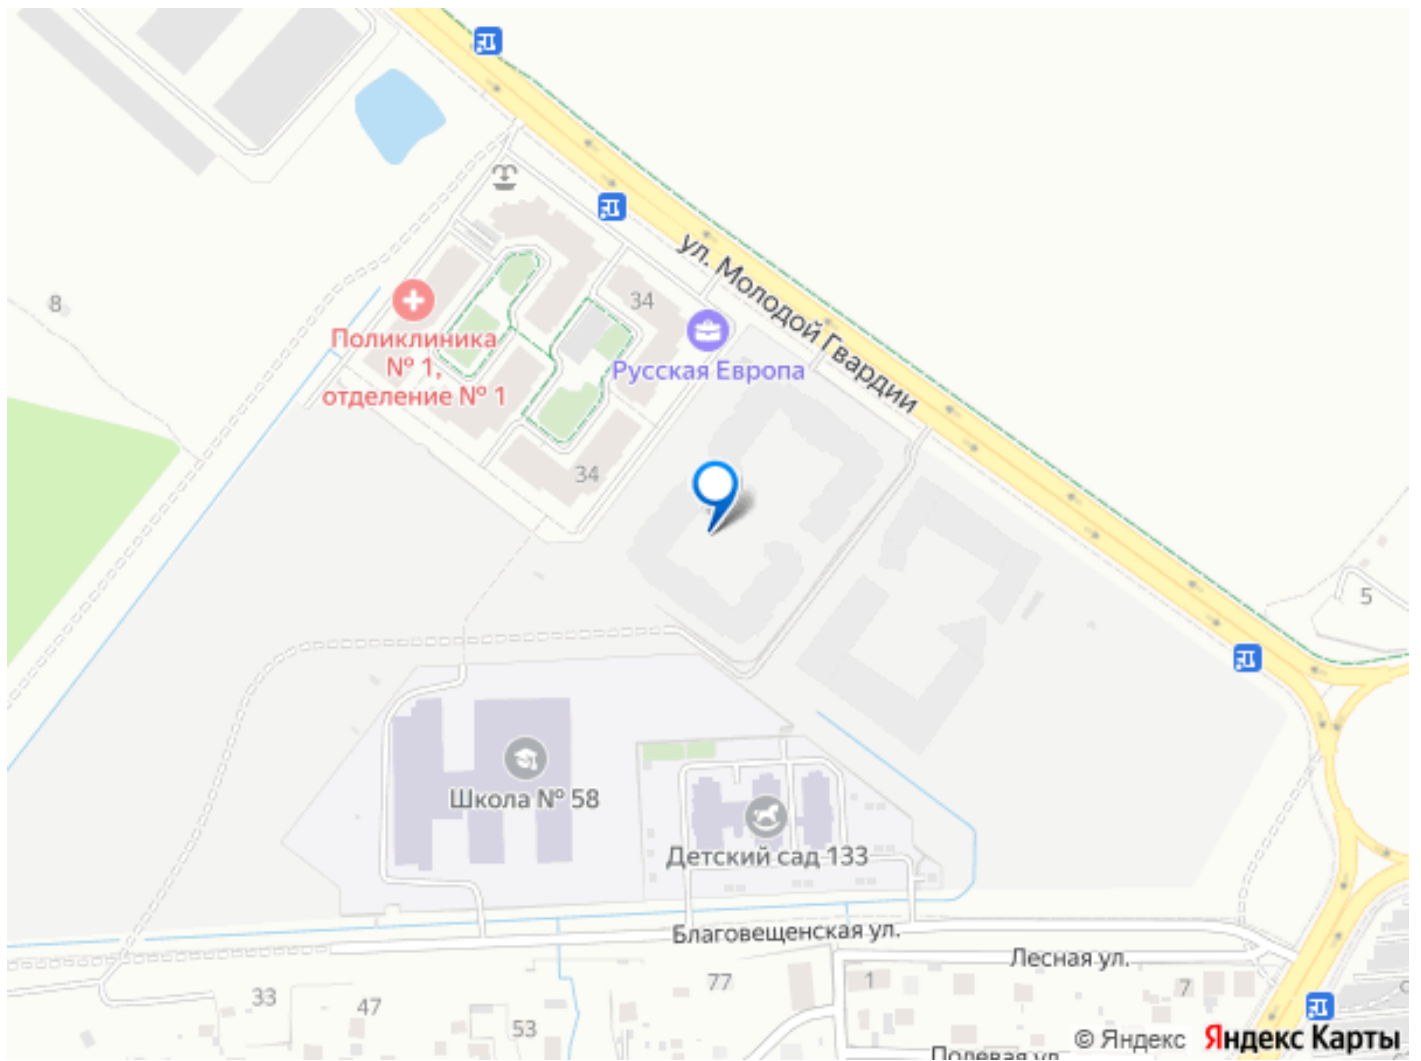 ул. Молодой Гвардии
8
34
Поликлиника
№ 1,
отделение № 1
Русская Европа
34
5
Школа № 58
Детский сад 133
Благовещенская ул.
Лесная ул.
77
1
7
33
47
53
Полевая ул.
© Яндекс Яндекс Карты